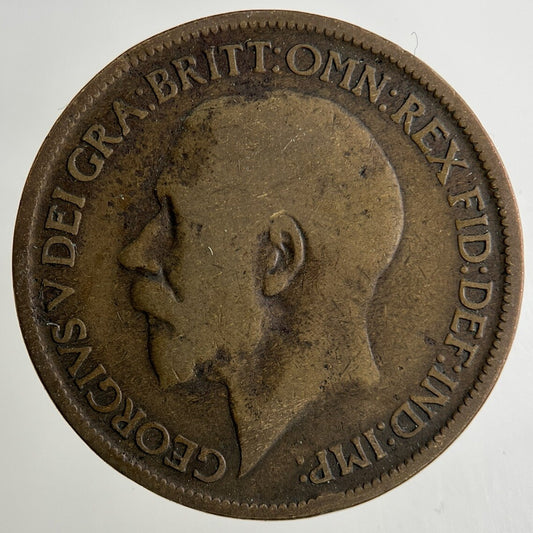 GEORGIVS V DEI GRA:BRITT:OMN:REX FID:DEF:IND:IMP: